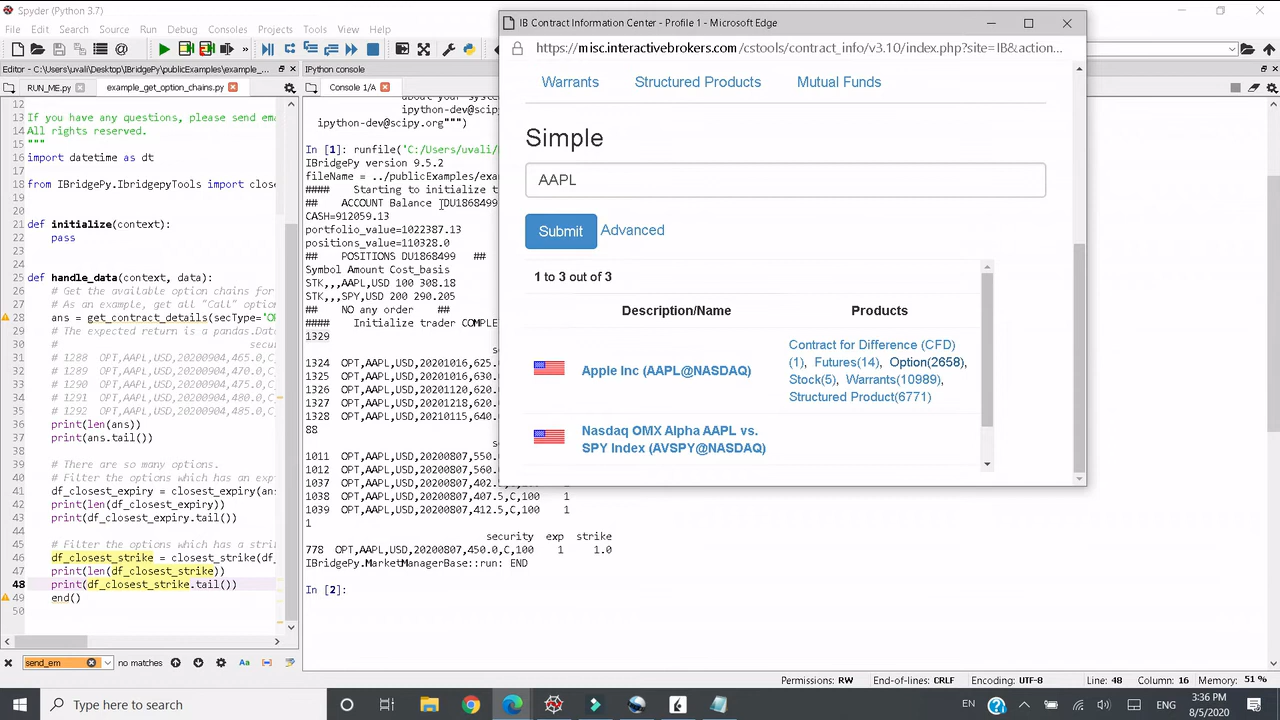 Spyder (Python 3.7)
File Edit Search Source Run Debug Consoles Projects Tools View Help
Editor - C:\Users\uvali\Desktop\IBridgePy\publicExamples\example_...
RUN_ME.py example_get_option_chains.py
12
13 If you have any questions, please send ema
14 All rights reserved.
15 """
16 import datetime as dt
17
18 from IBridgePy.IbridgepyTools import close
19
20
21 def initialize(context):
22 pass
23
24
25 def handle_data(context, data):
26 # Get the available option chains for
27 # As an example, get all "Call" option
28 ans = get_contract_details(secType='O
29 # The expected return is a pandas.Dat
30 # secur
31 # 1288 OPT,AAPL,USD,20200904,465.0,C,
32 # 1289 OPT,AAPL,USD,20200904,470.0,C,
33 # 1290 OPT,AAPL,USD,20200904,475.0,C,
34 # 1291 OPT,AAPL,USD,20200904,480.0,C,
35 # 1292 OPT,AAPL,USD,20200904,485.0,C,
36 print(len(ans))
37 print(ans.tail())
38
39 # There are so many options.
40 # Filter the options which has an exp
41 df_closest_expiry = closest_expiry(ans
42 print(len(df_closest_expiry))
43 print(df_closest_expiry.tail())
44
45 # Filter the options which has a stri
46 df_closest_strike = closest_strike(df_
47 print(len(df_closest_strike))
48 print(df_closest_strike.tail())
49 end()
50
send_em no matches Aa
IPython console
Console 1/A
about your system
ipython-dev@scip
ipython-dev@scipy.org""")
In [1]: runfile('C:/Users/uvali/
IBridgePy version 9.5.2
fileName = ../publicExamples/exa
#### Starting to initialize t
## ACCOUNT Balance DU1868499
CASH=912059.13
portfolio_value=1022387.13
positions_value=110328.0
## POSITIONS DU1868499 ##
Symbol Amount Cost_basis
STK,,,AAPL,USD 100 308.18
STK,,,SPY,USD 200 290.205
## NO any order ##
#### Initialize trader COMPLE
1329
sec
1324 OPT,AAPL,USD,20201016,625.
1325 OPT,AAPL,USD,20201016,630.
1326 OPT,AAPL,USD,20201120,620.
1327 OPT,AAPL,USD,20201218,620.
1328 OPT,AAPL,USD,20210115,640.
88
se
1011 OPT,AAPL,USD,20200807,550.
1012 OPT,AAPL,USD,20200807,560.
1037 OPT,AAPL,USD,20200807,402.
1038 OPT,AAPL,USD,20200807,407.5,C,100 1
1039 OPT,AAPL,USD,20200807,412.5,C,100 1
1
security exp strike
778 OPT,AAPL,USD,20200807,450.0,C,100 1 1.0
IBridgePy.MarketManagerBase::run: END
In [2]:
IB Contract Information Center - Profile 1 - Microsoft Edge
https://misc.interactivebrokers.com/cstools/contract_info/v3.10/index.php?site=IB&action...
Warrants Structured Products Mutual Funds
Simple
AAPL
Submit Advanced
1 to 3 out of 3
Description/Name Products
Apple Inc (AAPL@NASDAQ)
Contract for Difference (CFD)
(1), Futures(14), Option(2658),
Stock(5), Warrants(10989),
Structured Product(6771)
Nasdaq OMX Alpha AAPL vs.
SPY Index (AVSPY@NASDAQ)
Permissions: RW End-of-lines: CRLF Encoding: UTF-8 Line: 48 Column: 16 Memory: 51 %
Type here to search
EN ENG
3:36 PM
8/5/2020